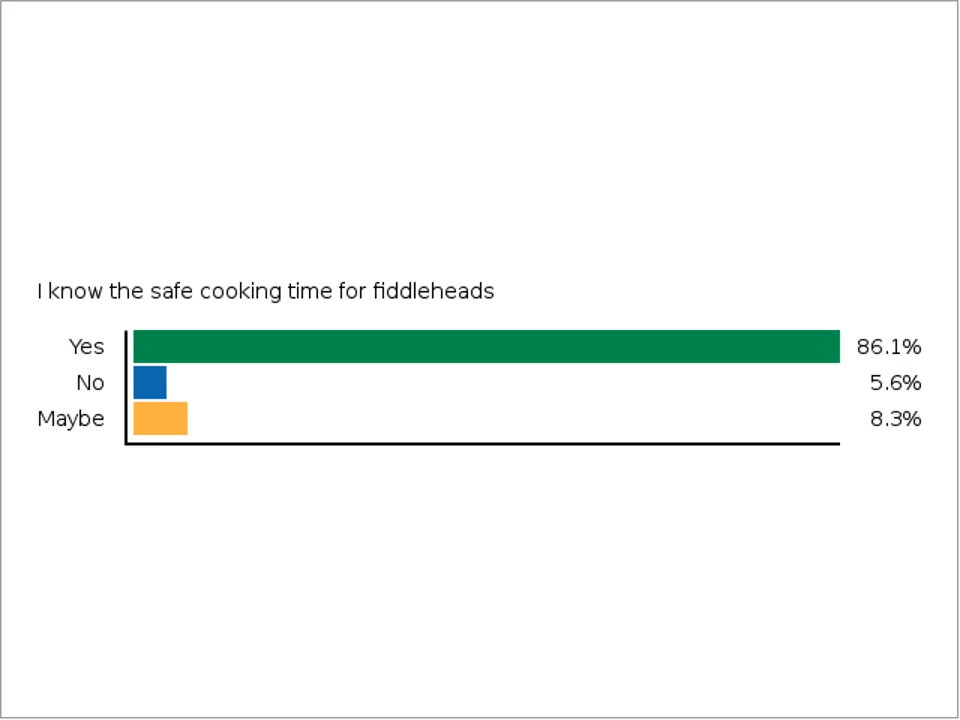 I know the safe cooking time for fiddleheads
Yes 86.1%
No 5.6%
Maybe 8.3%